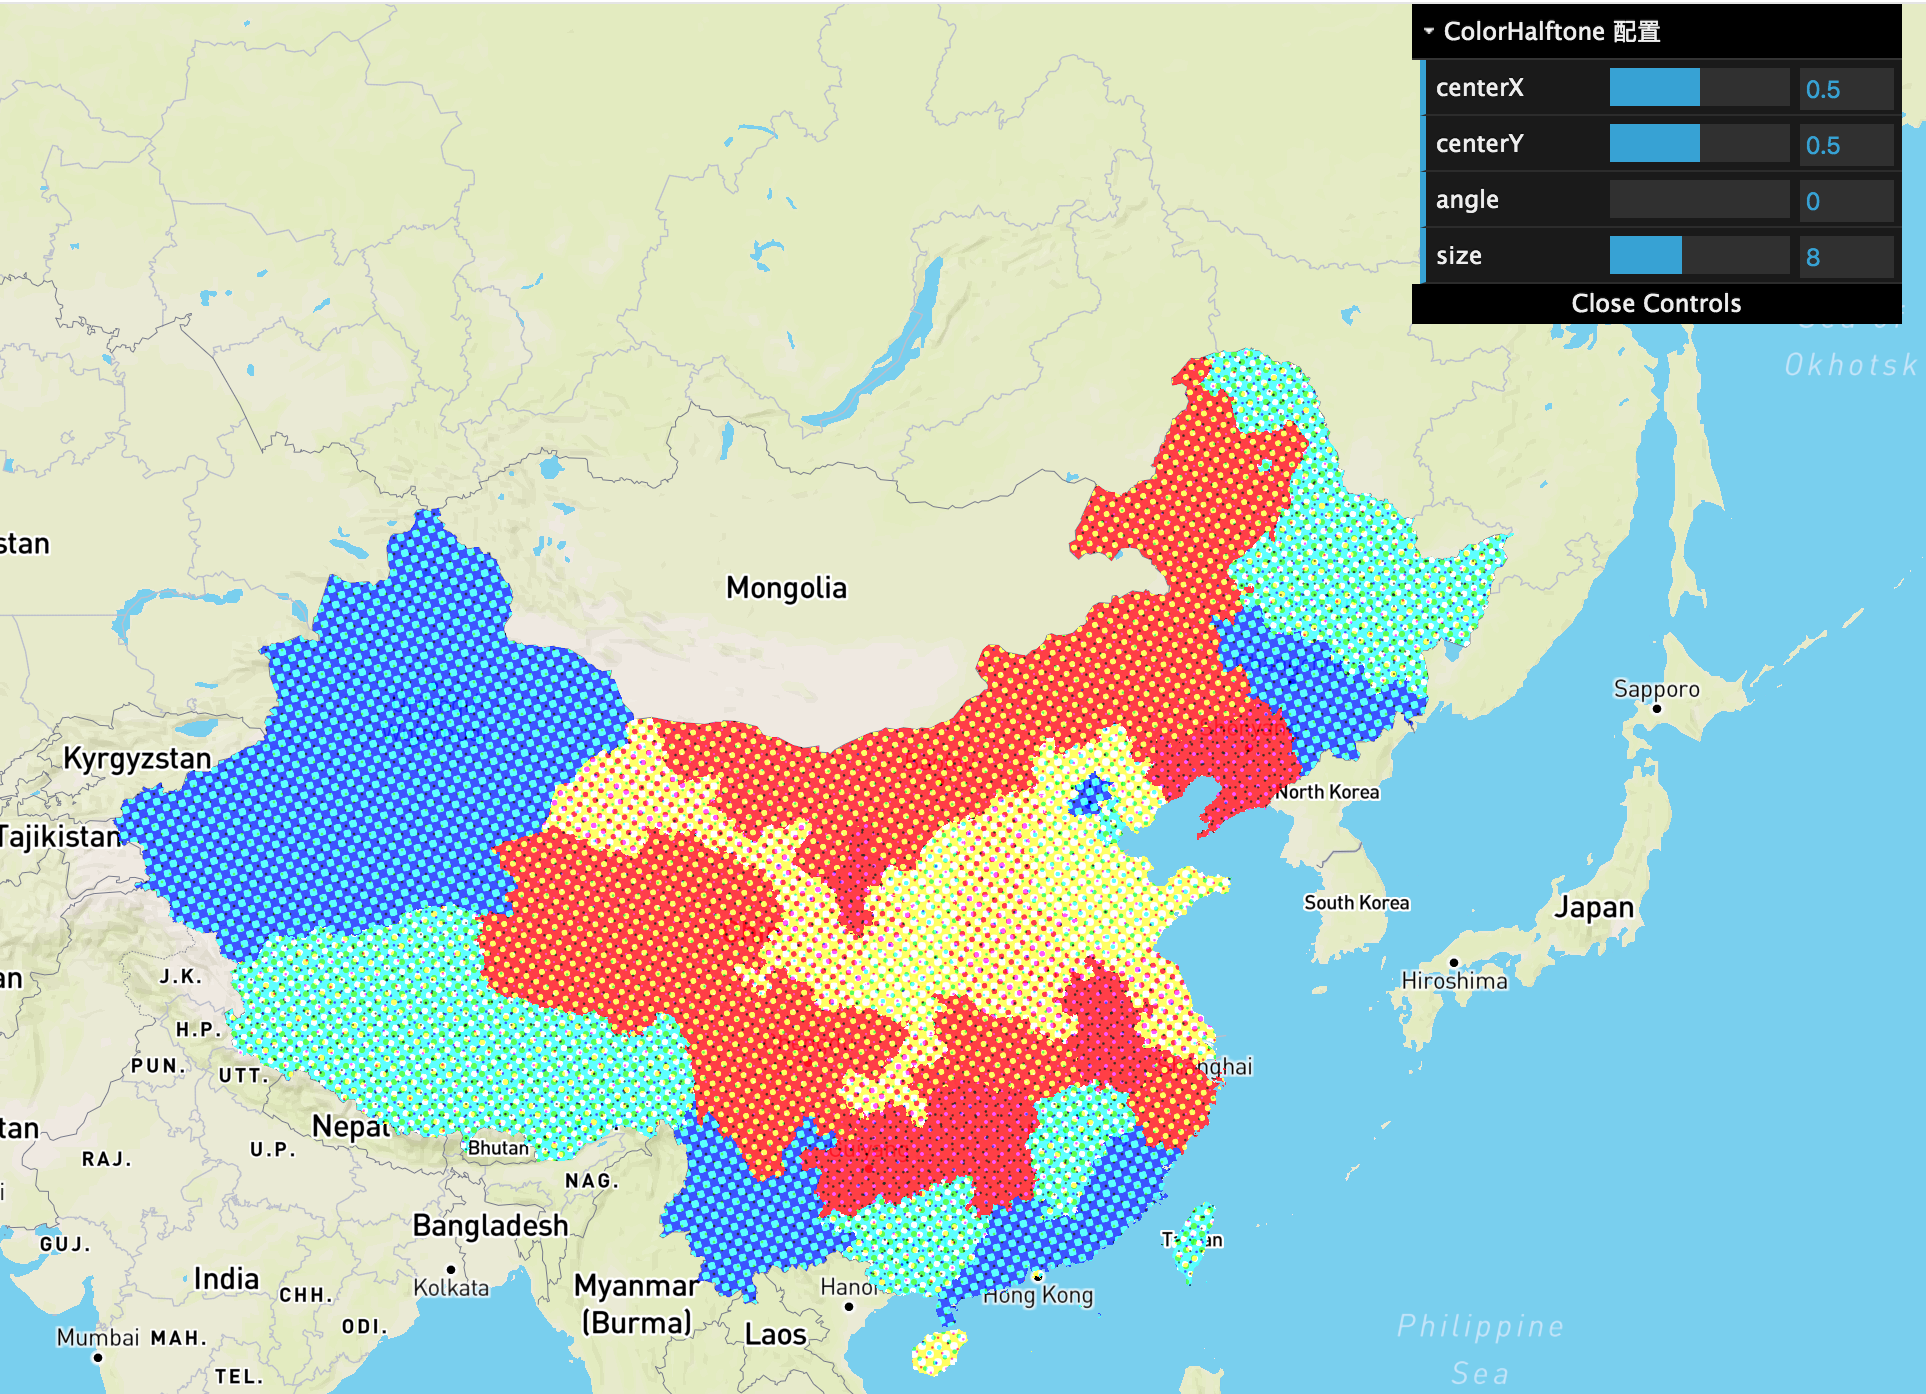 ColorHalftone 配置
centerX 0.5
centerY 0.5
angle 0
size 8
Close Controls
Okhotsk
stan
Mongolia
Sapporo
Kyrgyzstan
North Korea
Tajikistan
South Korea
Japan
J.K.
an
Hiroshima
H.P.
PUN.
UTT.
nghai
Nepal
tan
RAJ.
U.P.
Bhutan
NAG.
Bangladesh
GUJ.
India
Kolkata
CHH.
Myanmar
(Burma)
Hanoi
Hong Kong
ODI.
Mumbai
MAH.
Laos
TEL.
Philippine
Sea